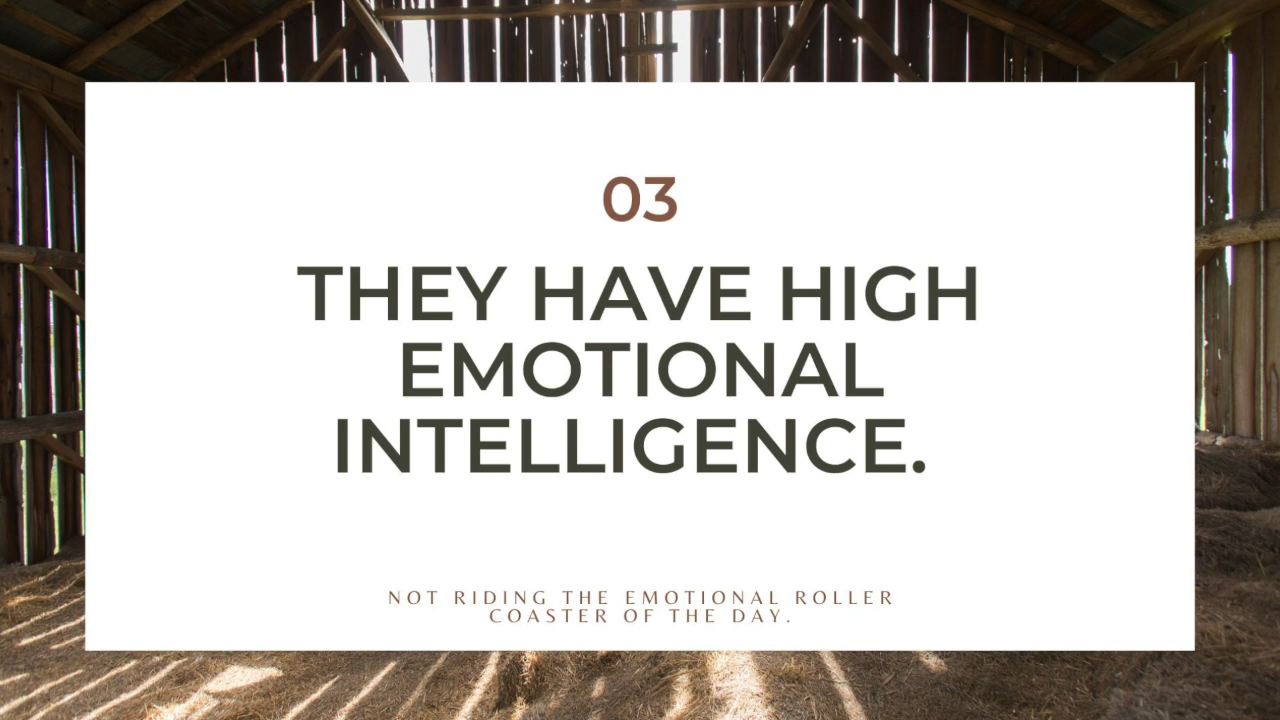 03
THEY HAVE HIGH
EMOTIONAL
INTELLIGENCE.
NOT RIDING THE EMOTIONAL ROLLER
COASTER OF THE DAY.